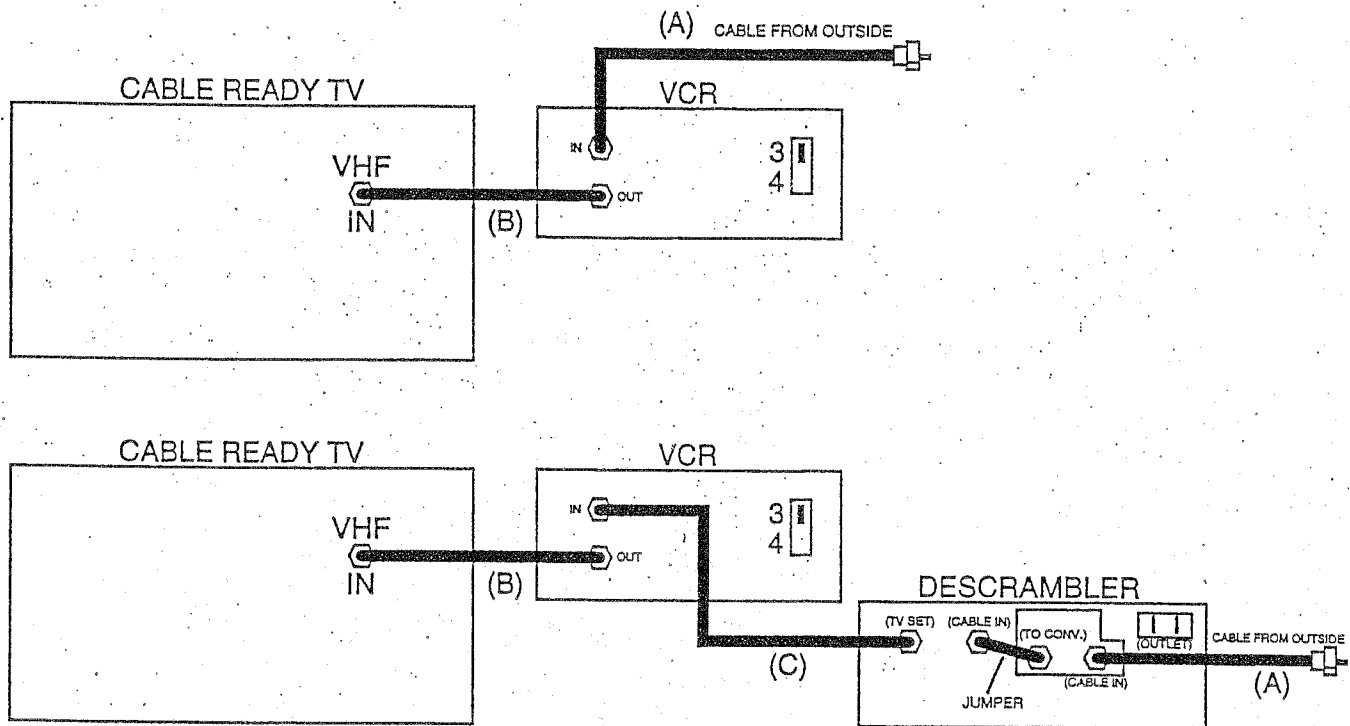 (A) CABLE FROM OUTSIDE
CABLE READY TV
VCR
IN
3
VHF
4
OUT
IN
(B)
CABLE READY TV
VCR
IN
3
VHF
4
OUT
IN
(B)
DESCRAMBLER
(TV SET) (CABLE IN)
(TO CONV.)
(OUTLET)
CABLE FROM OUTSIDE
(C)
(CABLE IN)
(A)
JUMPER